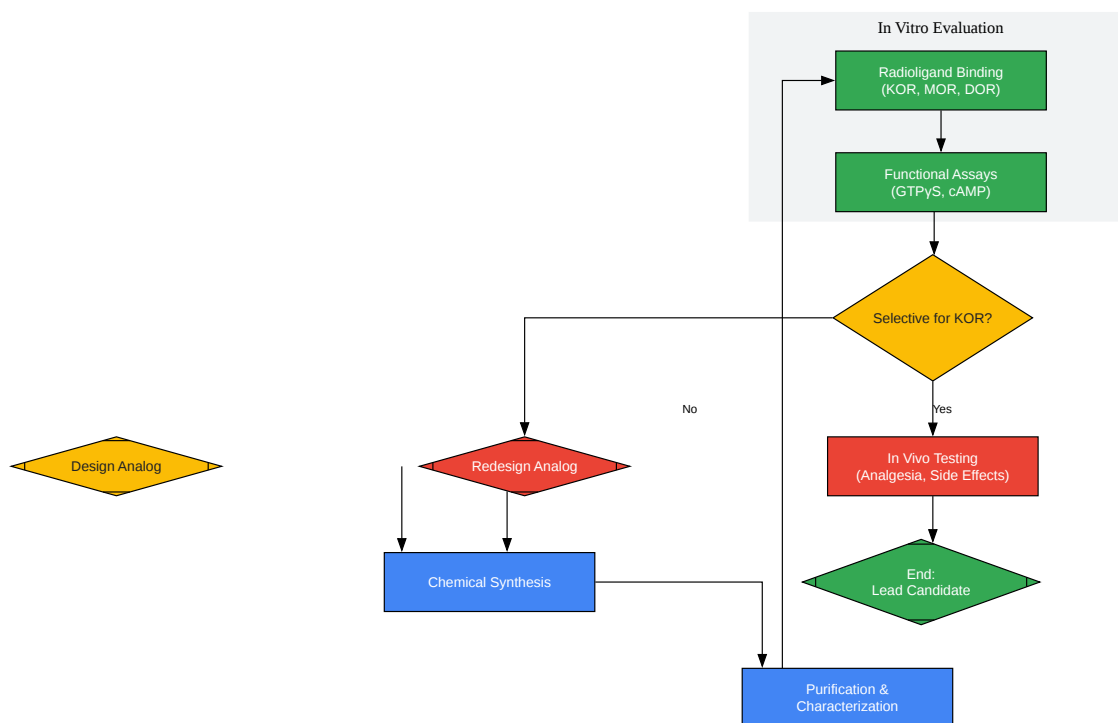 In Vitro Evaluation
Radioligand Binding
(KOR, MOR, DOR)
Functional Assays
(GTPγS, cAMP)
Selective for KOR?
No
Yes
Design Analog
Redesign Analog
In Vivo Testing
(Analgesia, Side Effects)
Chemical Synthesis
End:
Lead Candidate
Purification &
Characterization